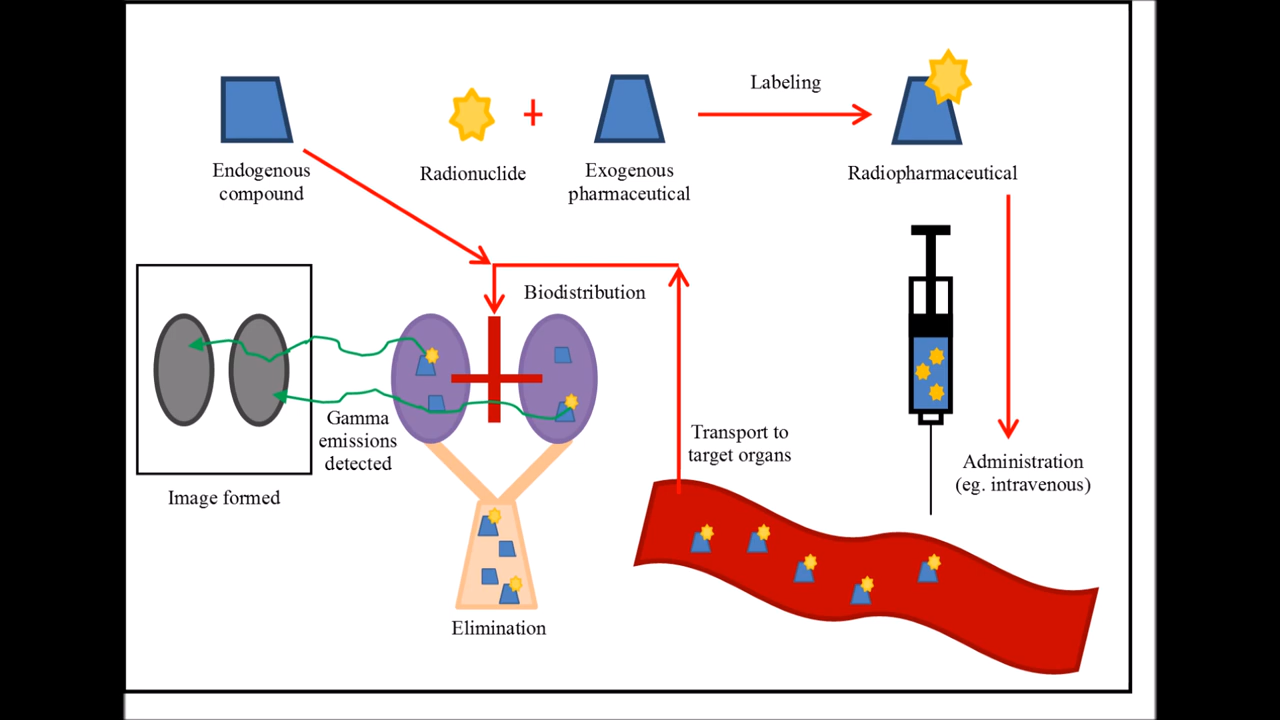 Labeling
Endogenous
compound
Radionuclide
Exogenous
pharmaceutical
Radiopharmaceutical
Biodistribution
Gamma
emissions
detected
Image formed
Transport to
target organs
Administration
(eg. intravenous)
Elimination